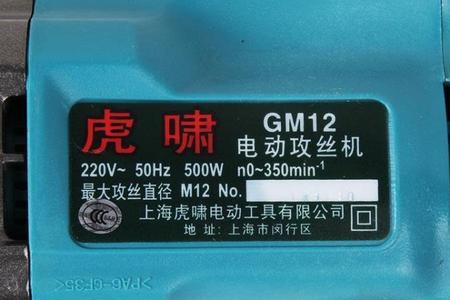 虎啸 GM12
电动攻丝机
220V~ 50Hz 500W n0~350min⁻¹
最大攻丝直径 M12 No.
上海虎啸电动工具有限公司
地 址: 上海市闵行区
>PA6-GF35<